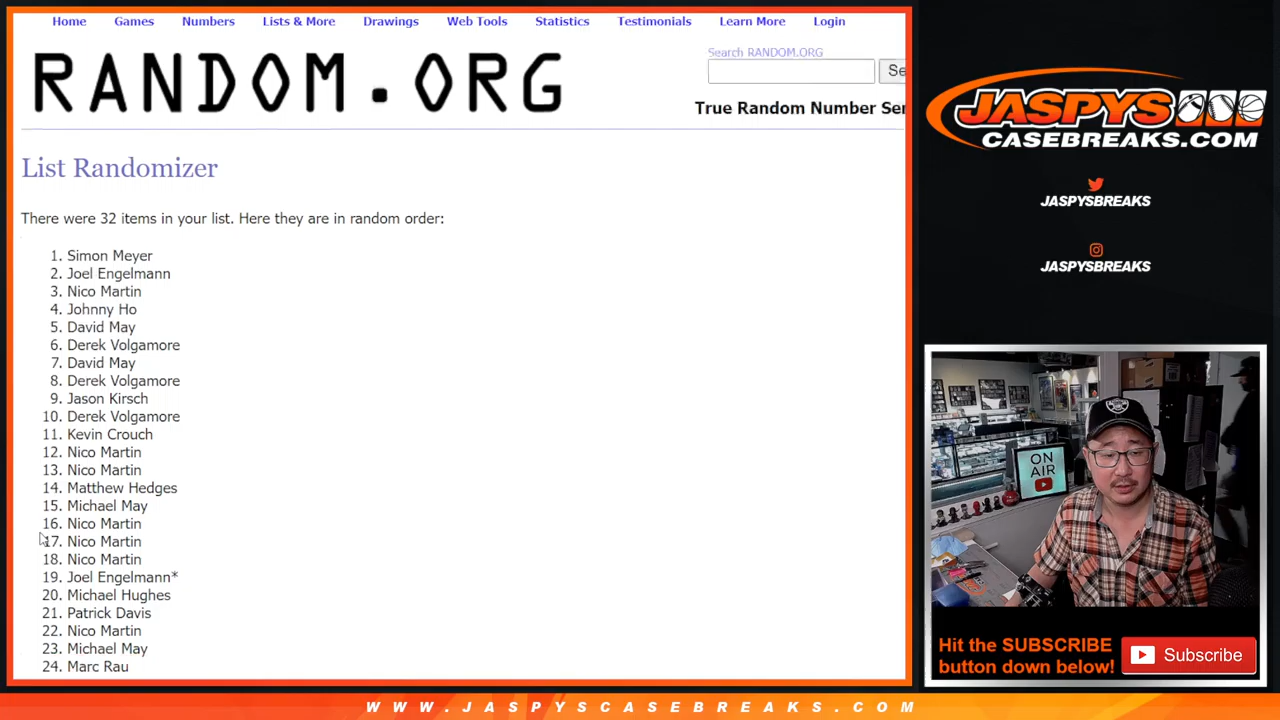 Home Games Numbers Lists & More Drawings Web Tools Statistics Testimonials Learn More Login
RANDOM.ORG
Search RANDOM.ORG
Se
True Random Number Ser
List Randomizer
There were 32 items in your list. Here they are in random order:
1. Simon Meyer
2. Joel Engelmann
3. Nico Martin
4. Johnny Ho
5. David May
6. Derek Volgamore
7. David May
8. Derek Volgamore
9. Jason Kirsch
10. Derek Volgamore
11. Kevin Crouch
12. Nico Martin
13. Nico Martin
14. Matthew Hedges
15. Michael May
16. Nico Martin
17. Nico Martin
18. Nico Martin
19. Joel Engelmann*
20. Michael Hughes
21. Patrick Davis
22. Nico Martin
23. Michael May
24. Marc Rau
JASPYS
CASEBREAKS.COM
JASPYSBREAKS
JASPYSBREAKS
ON
AIR
Hit the SUBSCRIBE
button down below!
Subscribe
WWW.JASPYSCASEBREAKS.COM